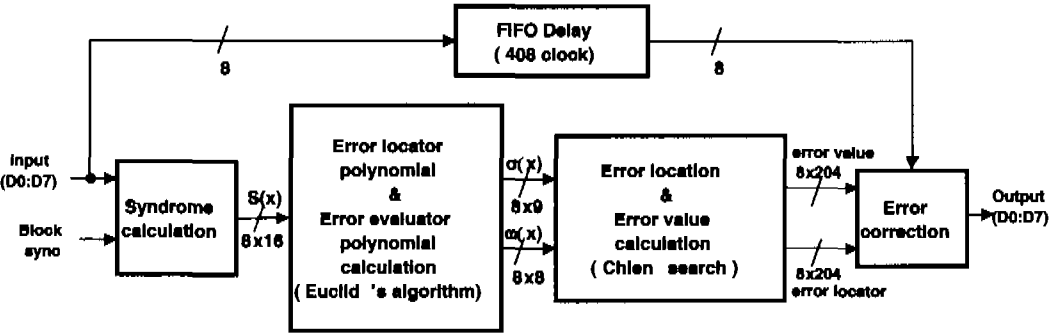 FIFO Delay
( 408 clock)
8
8
Input
(D0:D7)
Block
sync
Syndrome
calculation
S(x)
8x16
Error locator
polynomial
&
Error evaluator
polynomial
calculation
( Euclid 's algorithm)
σ(x)
8x9
ω(x)
8x8
Error location
&
Error value
calculation
( Chien search )
error value
8x204
8x204
error locator
Error
correction
Output
(D0:D7)